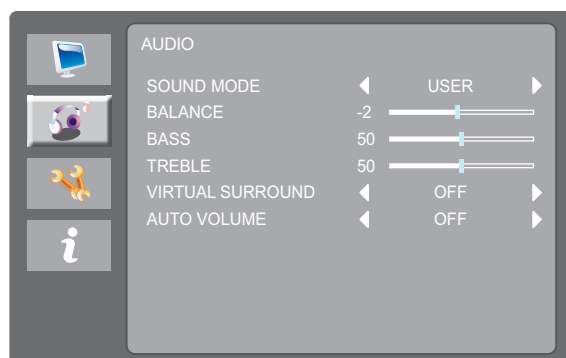 AUDIO
SOUND MODE USER
BALANCE -2
BASS 50
TREBLE 50
VIRTUAL SURROUND OFF
AUTO VOLUME OFF